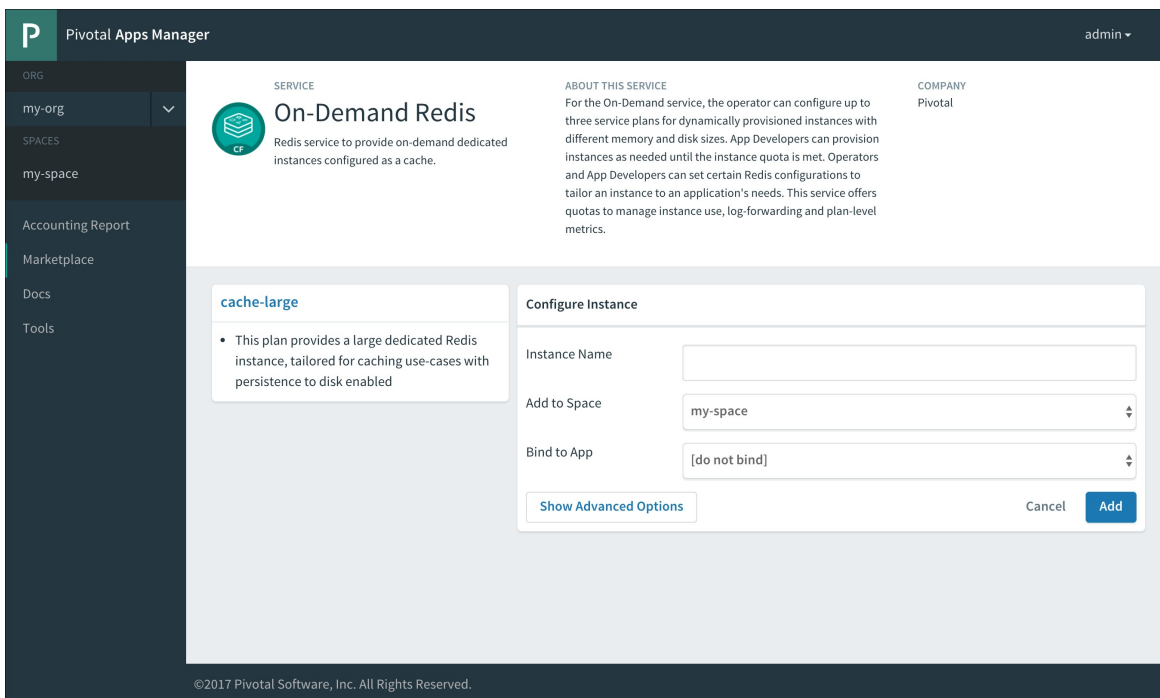 P
Pivotal Apps Manager
admin
ORG
my-org
SPACES
my-space
Accounting Report
Marketplace
Docs
Tools
CF
SERVICE
On-Demand Redis
Redis service to provide on-demand dedicated
instances configured as a cache.
ABOUT THIS SERVICE
For the On-Demand service, the operator can configure up to
three service plans for dynamically provisioned instances with
different memory and disk sizes. App Developers can provision
instances as needed until the instance quota is met. Operators
and App Developers can set certain Redis configurations to
tailor an instance to an application's needs. This service offers
quotas to manage instance use, log-forwarding and plan-level
metrics.
COMPANY
Pivotal
cache-large
• This plan provides a large dedicated Redis
instance, tailored for caching use-cases with
persistence to disk enabled
Configure Instance
Instance Name
Add to Space
my-space
Bind to App
[do not bind]
Show Advanced Options
Cancel
Add
©2017 Pivotal Software, Inc. All Rights Reserved.